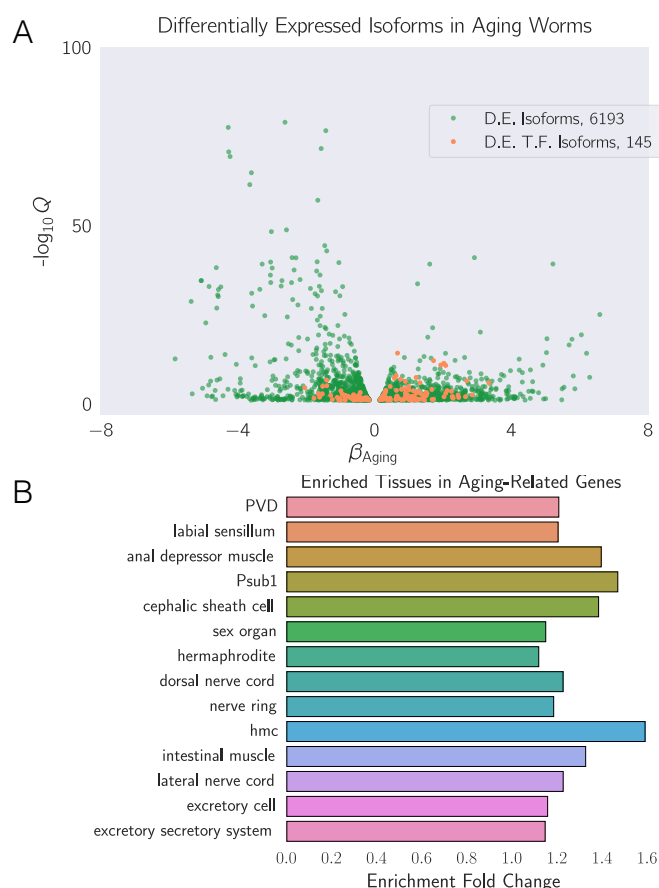 A
Differentially Expressed Isoforms in Aging Worms
100
D.E. Isoforms, 6193
D.E. T.F. Isoforms, 145
-log10 Q
50
0
−8
−4
0
4
8
βAging
B
Enriched Tissues in Aging-Related Genes
PVD
labial sensillum
anal depressor muscle
Psub1
cephalic sheath cell
sex organ
hermaphrodite
dorsal nerve cord
nerve ring
hmc
intestinal muscle
lateral nerve cord
excretory cell
excretory secretory system
0.0 0.2 0.4 0.6 0.8 1.0 1.2 1.4 1.6
Enrichment Fold Change